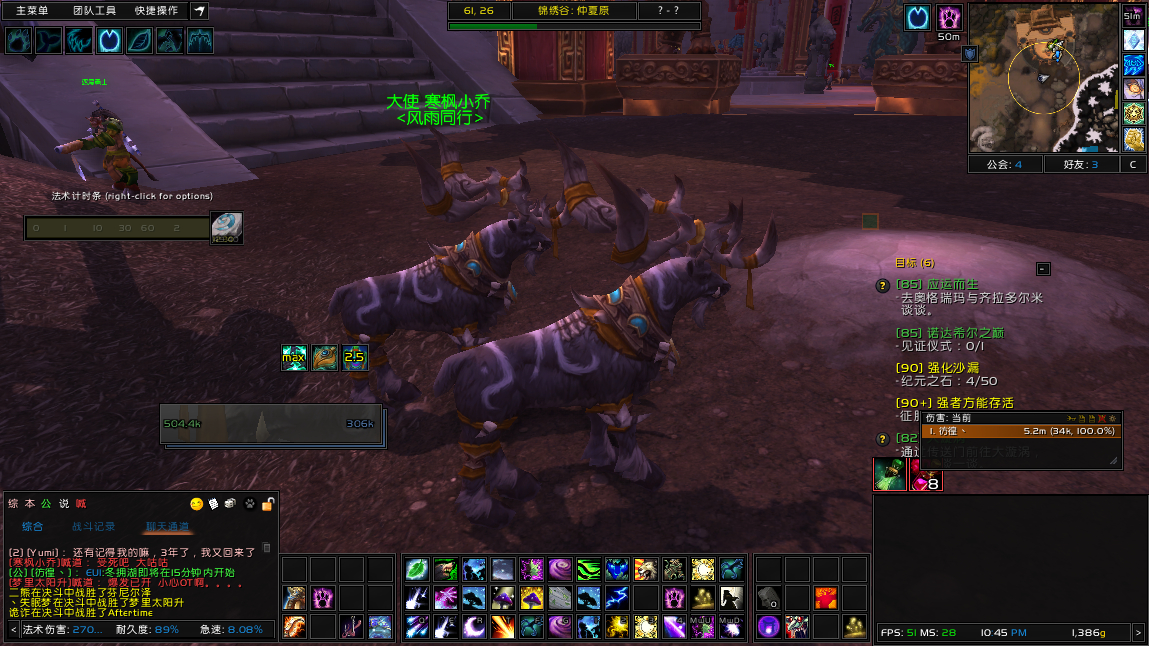 主菜单 团队工具 快捷操作
61, 26 锦绣谷: 仲夏原 ? - ?
50m
51m
大使 寒枫小乔
<风雨同行>
公会: 4 好友: 3 C
法术计时条 (right-click for options)
0 1 10 30 60 2
目标 (6)
-
? [85] 应运而生
-去奥格瑞玛与齐拉多尔米
谈谈。
[85] 诺达希尔之巅
-见证仪式：0/1
[90] 强化沙漏
-纪元之石：4/50
[90+] 强者方能存活
-征
伤害: 当前
1. 彷徨丶 5.2m (34k, 100.0%)
? [82
8
max 2.5
504.4k 306k
综 本 公 说 喊
综合 战斗记录 聊天通道
[2] [Yumi]：还有记得我的嘛，3年了，我又回来了
[寒枫小乔]喊道：受死吧 大咕咕
[公] [彷徨丶]：EUI:冬拥湖即将在15分钟内开始
[梦里太阳升]喊道：爆发已开 小心OT啊。。。。
二熊在决斗中战胜了芬尼尔泽
丶失眠梦在决斗中战胜了梦里太阳升
诡诈在决斗中战胜了Aftertime
< 法术伤害: 270... 耐久度: 89% 急速: 8.08%
FPS: 51 MS: 28 10:45 PM 1,386g >